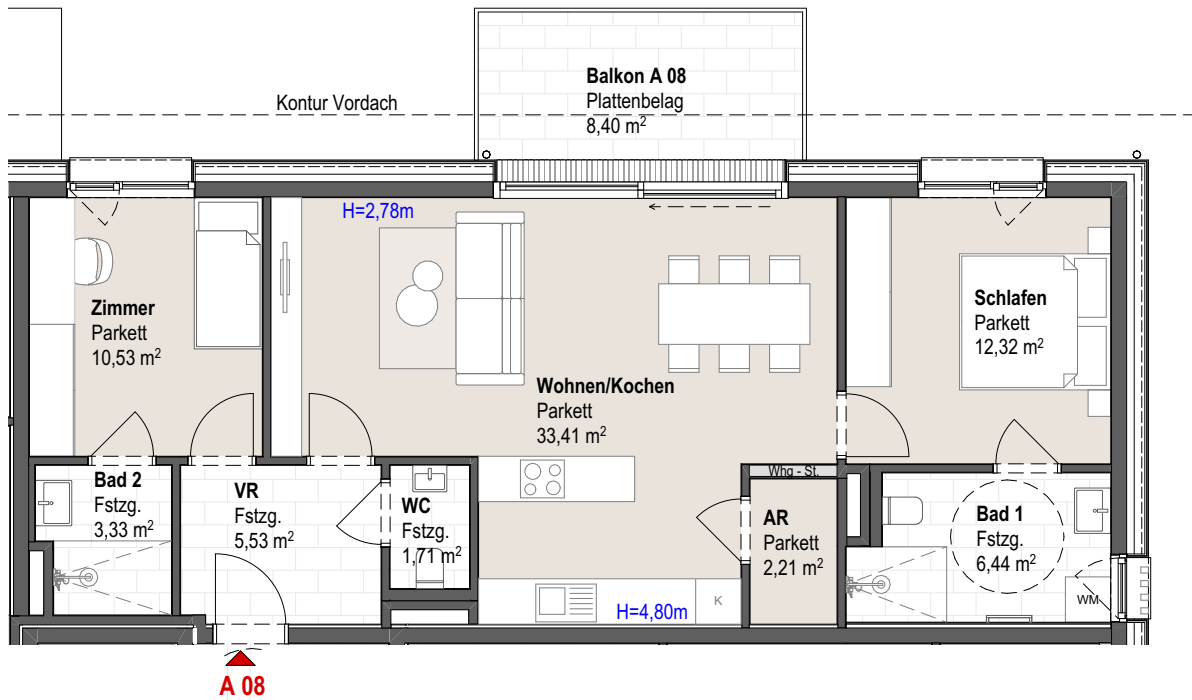 Balkon A 08
Plattenbelag
8,40 m²
Kontur Vordach
H=2,78m
Zimmer
Parkett
10,53 m²
Schlafen
Parkett
12,32 m²
Wohnen/Kochen
Parkett
33,41 m²
Whg - St.
Bad 2
Fstzg.
3,33 m²
VR
Fstzg.
5,53 m²
WC
Fstzg.
1,71 m²
AR
Parkett
2,21 m²
Bad 1
Fstzg.
6,44 m²
K
WM
H=4,80m
A 08